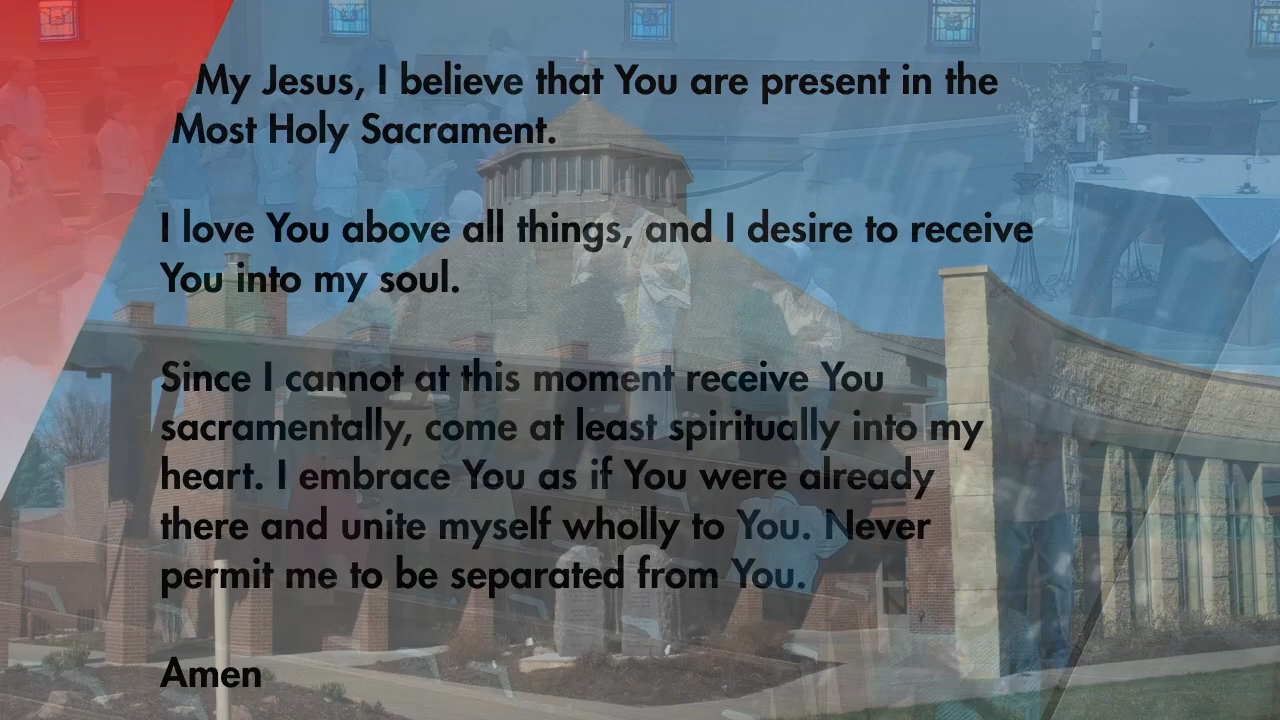 My Jesus, I believe that You are present in the
Most Holy Sacrament.
I love You above all things, and I desire to receive
You into my soul.
Since I cannot at this moment receive You
sacramentally, come at least spiritually into my
heart. I embrace You as if You were already
there and unite myself wholly to You. Never
permit me to be separated from You.
Amen